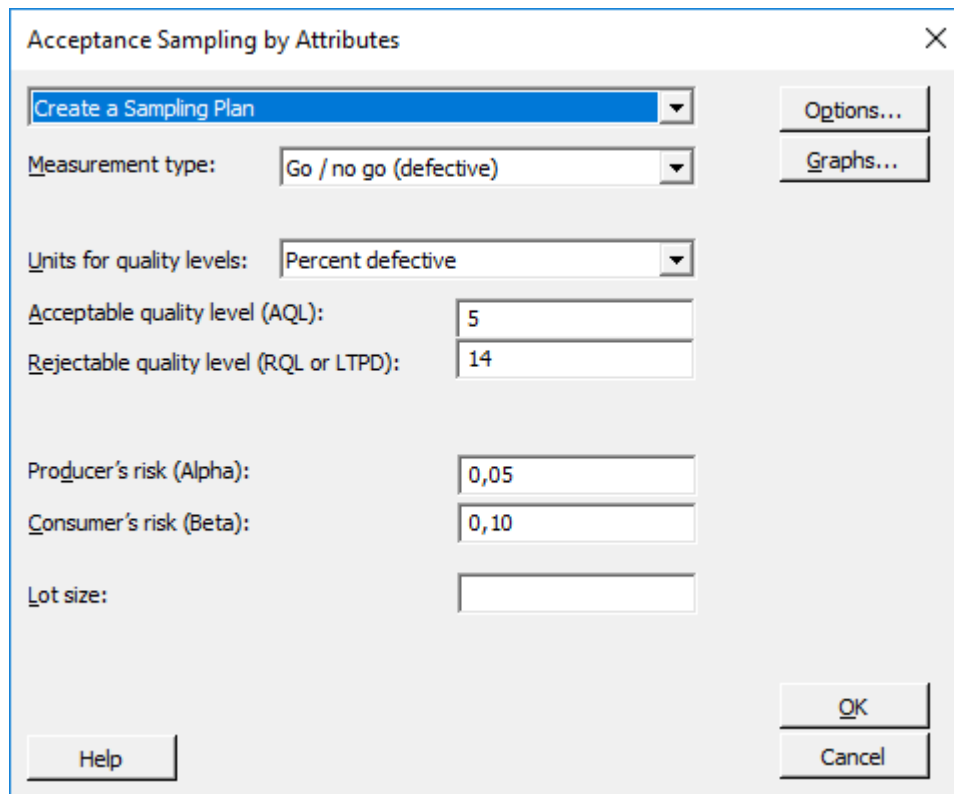 Acceptance Sampling by Attributes
Create a Sampling Plan
Options...
Measurement type:
Go / no go (defective)
Graphs...
Units for quality levels:
Percent defective
Acceptable quality level (AQL):
5
Rejectable quality level (RQL or LTPD):
14
Producer's risk (Alpha):
0,05
Consumer's risk (Beta):
0,10
Lot size:
OK
Help
Cancel